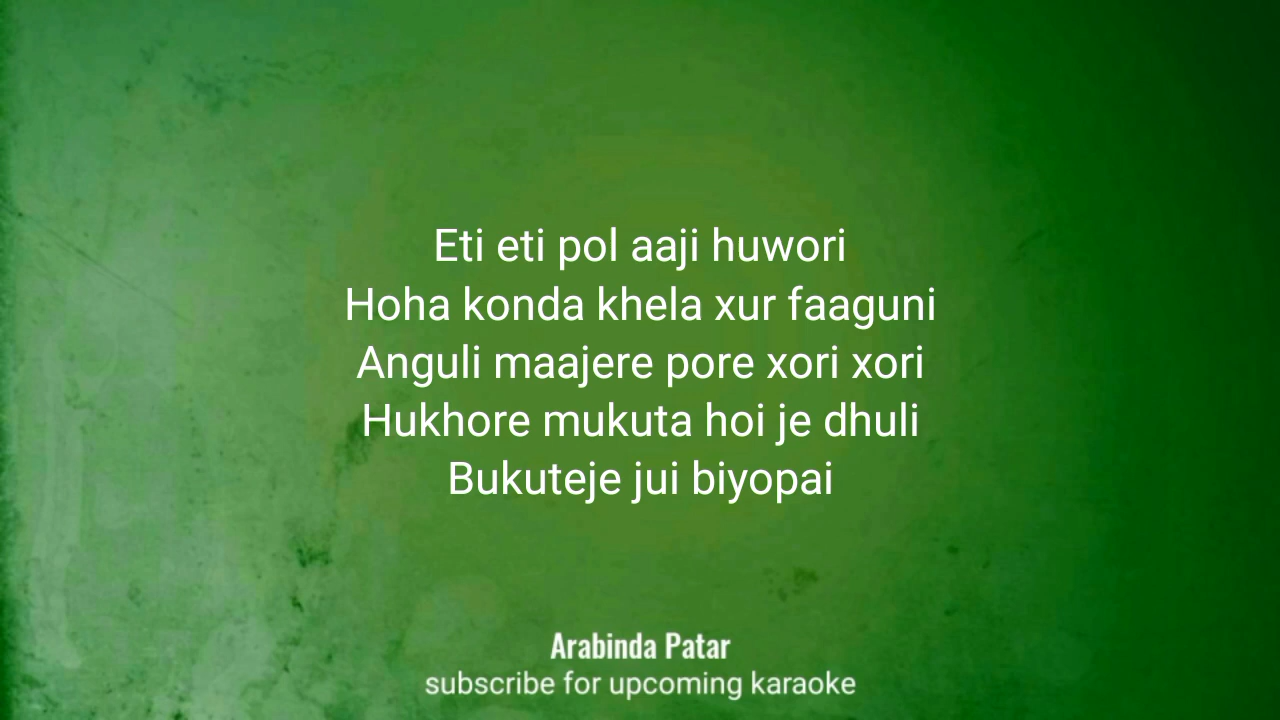 Eti eti pol aaji huwori
Hoha konda khela xur faaguni
Anguli maajere pore xori xori
Hukhore mukuta hoi je dhuli
Bukuteje jui biyopai
Arabinda Patar
subscribe for upcoming karaoke